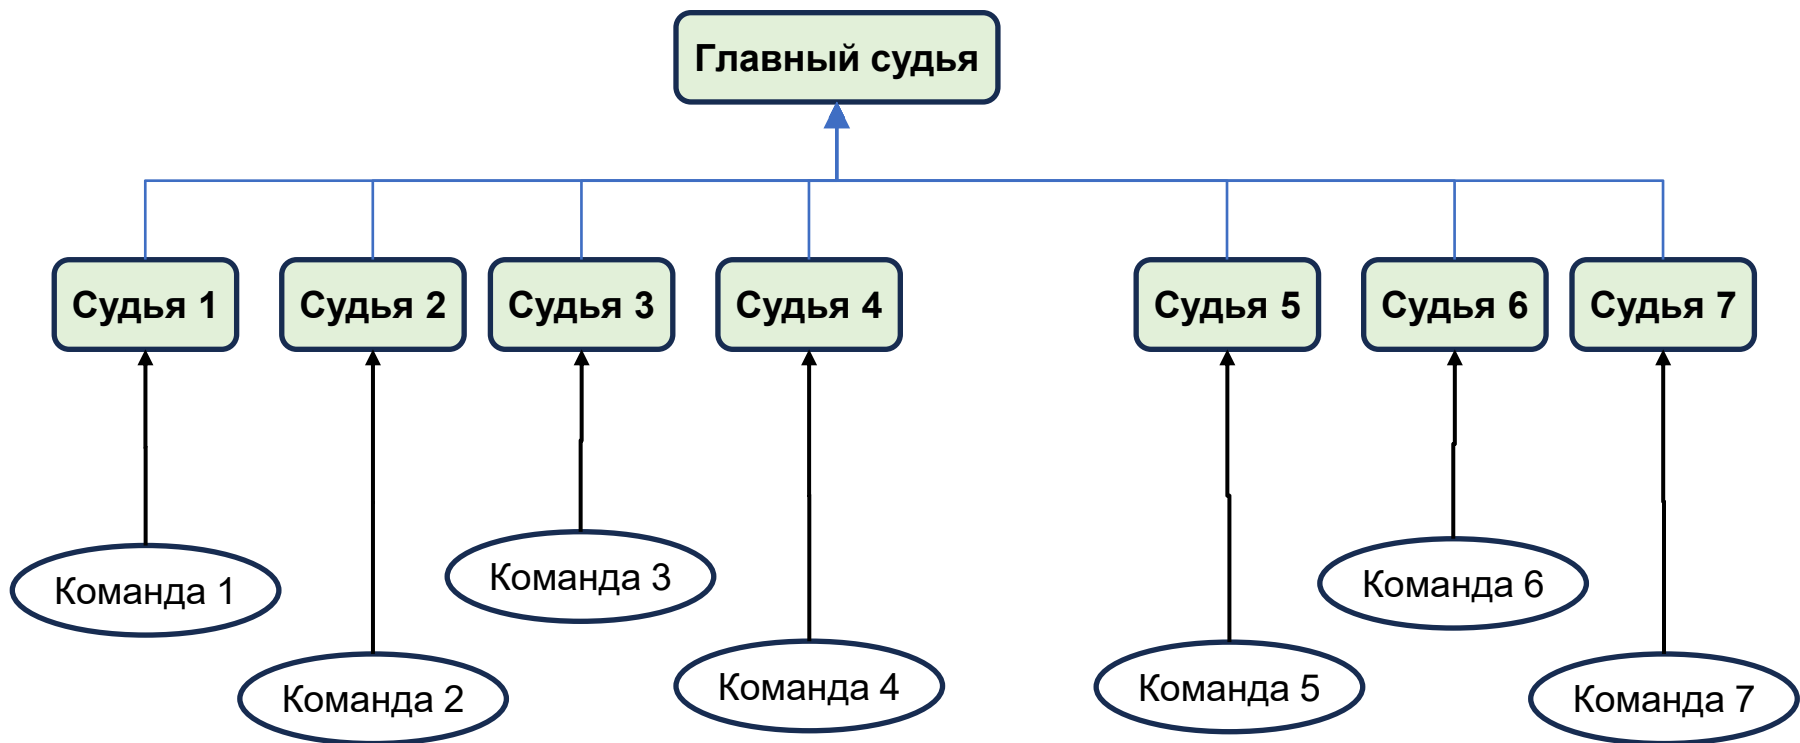 Главный судья
Судья 1
Судья 2
Судья 3
Судья 4
Судья 5
Судья 6
Судья 7
Команда 1
Команда 2
Команда 3
Команда 4
Команда 5
Команда 6
Команда 7